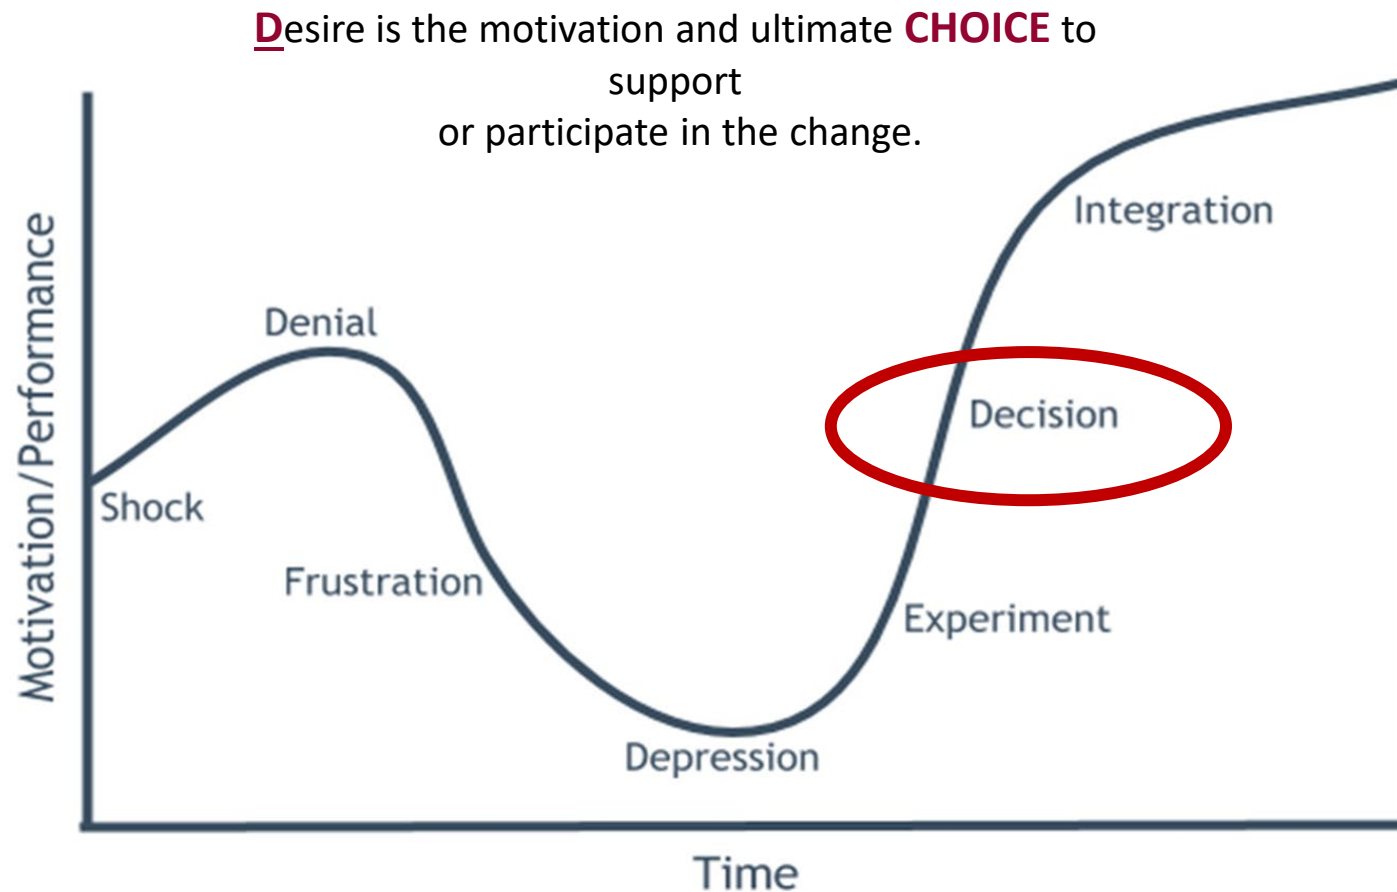 Desire is the motivation and ultimate CHOICE to
support
or participate in the change.
Motivation/Performance
Denial
Shock
Frustration
Depression
Experiment
Decision
Integration
Time